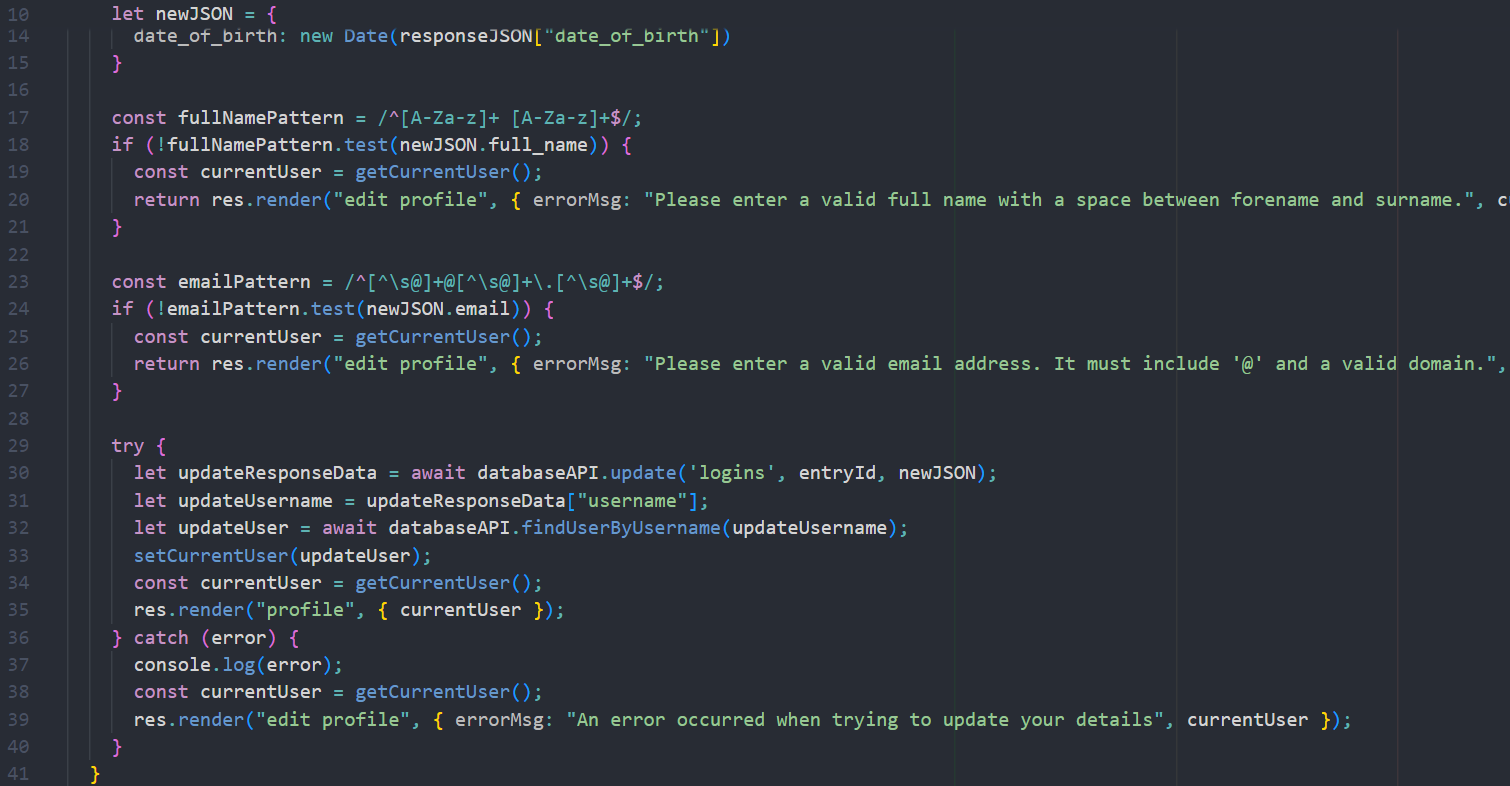 10 let newJSON = {
14 date_of_birth: new Date(responseJSON["date_of_birth"])
15 }
16
17 const fullNamePattern = /^[A-Za-z]+ [A-Za-z]+$/;
18 if (!fullNamePattern.test(newJSON.full_name)) {
19 const currentUser = getCurrentUser();
20 return res.render("edit profile", { errorMsg: "Please enter a valid full name with a space between forename and surname.", c
21 }
22
23 const emailPattern = /^[^\s@]+@[^\s@]+\.[^\s@]+$/;
24 if (!emailPattern.test(newJSON.email)) {
25 const currentUser = getCurrentUser();
26 return res.render("edit profile", { errorMsg: "Please enter a valid email address. It must include '@' and a valid domain.",
27 }
28
29 try {
30 let updateResponseData = await databaseAPI.update('logins', entryId, newJSON);
31 let updateUsername = updateResponseData["username"];
32 let updateUser = await databaseAPI.findUserByUsername(updateUsername);
33 setCurrentUser(updateUser);
34 const currentUser = getCurrentUser();
35 res.render("profile", { currentUser });
36 } catch (error) {
37 console.log(error);
38 const currentUser = getCurrentUser();
39 res.render("edit profile", { errorMsg: "An error occurred when trying to update your details", currentUser });
40 }
41 }